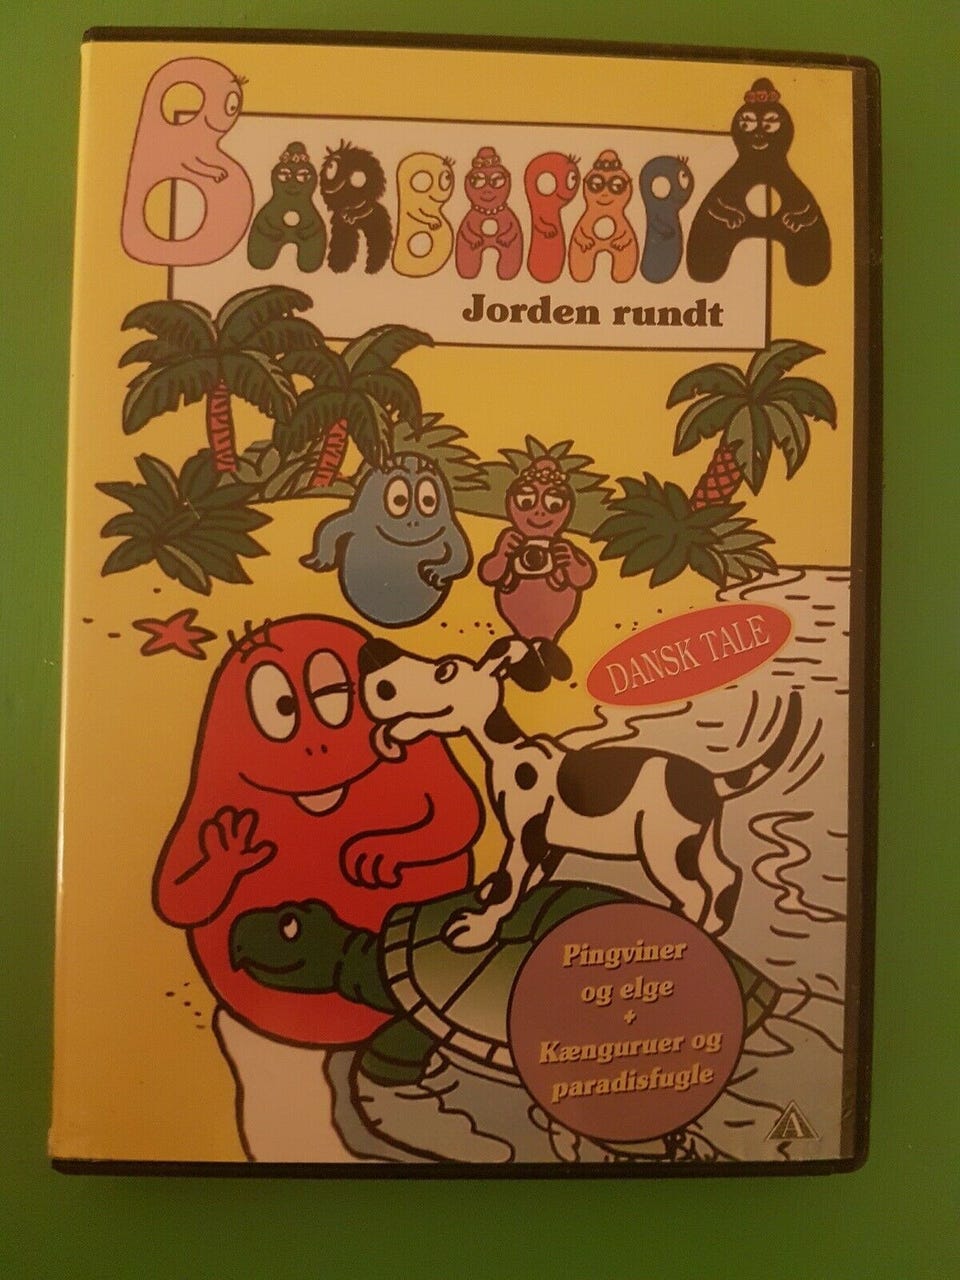 BARBAPAPA
Jorden rundt
DANSK TALE
Pingviner
og elge
+
Kænguruer og
paradisfugle
A